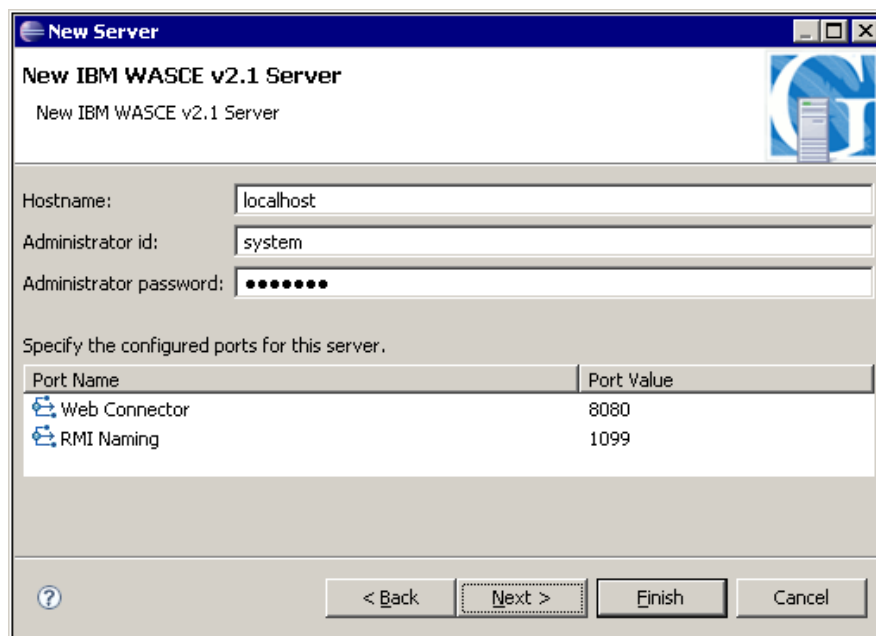 New Server
New IBM WASCE v2.1 Server
New IBM WASCE v2.1 Server
Hostname: localhost
Administrator id: system
Administrator password: •••••••
Specify the configured ports for this server.
Port Name Port Value
Web Connector 8080
RMI Naming 1099
? < Back Next > Finish Cancel